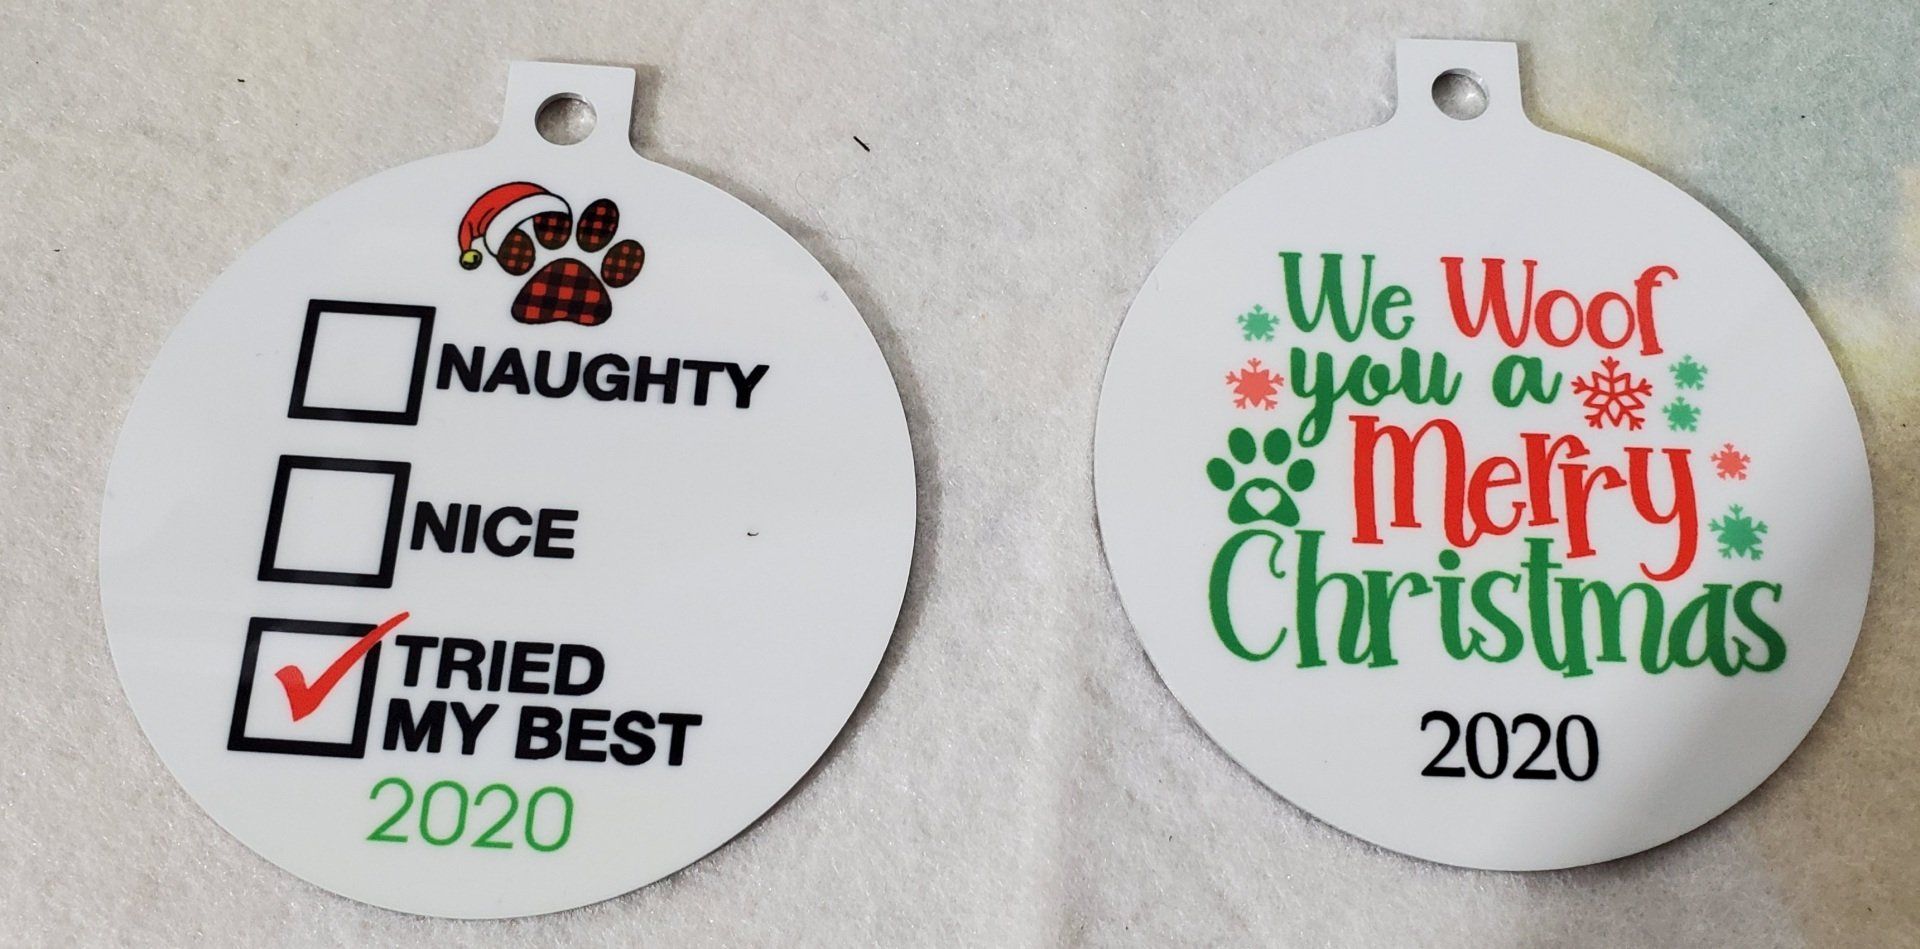 NAUGHTY
NICE
TRIED
MY BEST
2020
We Woof
you a
Merry
Christmas
2020